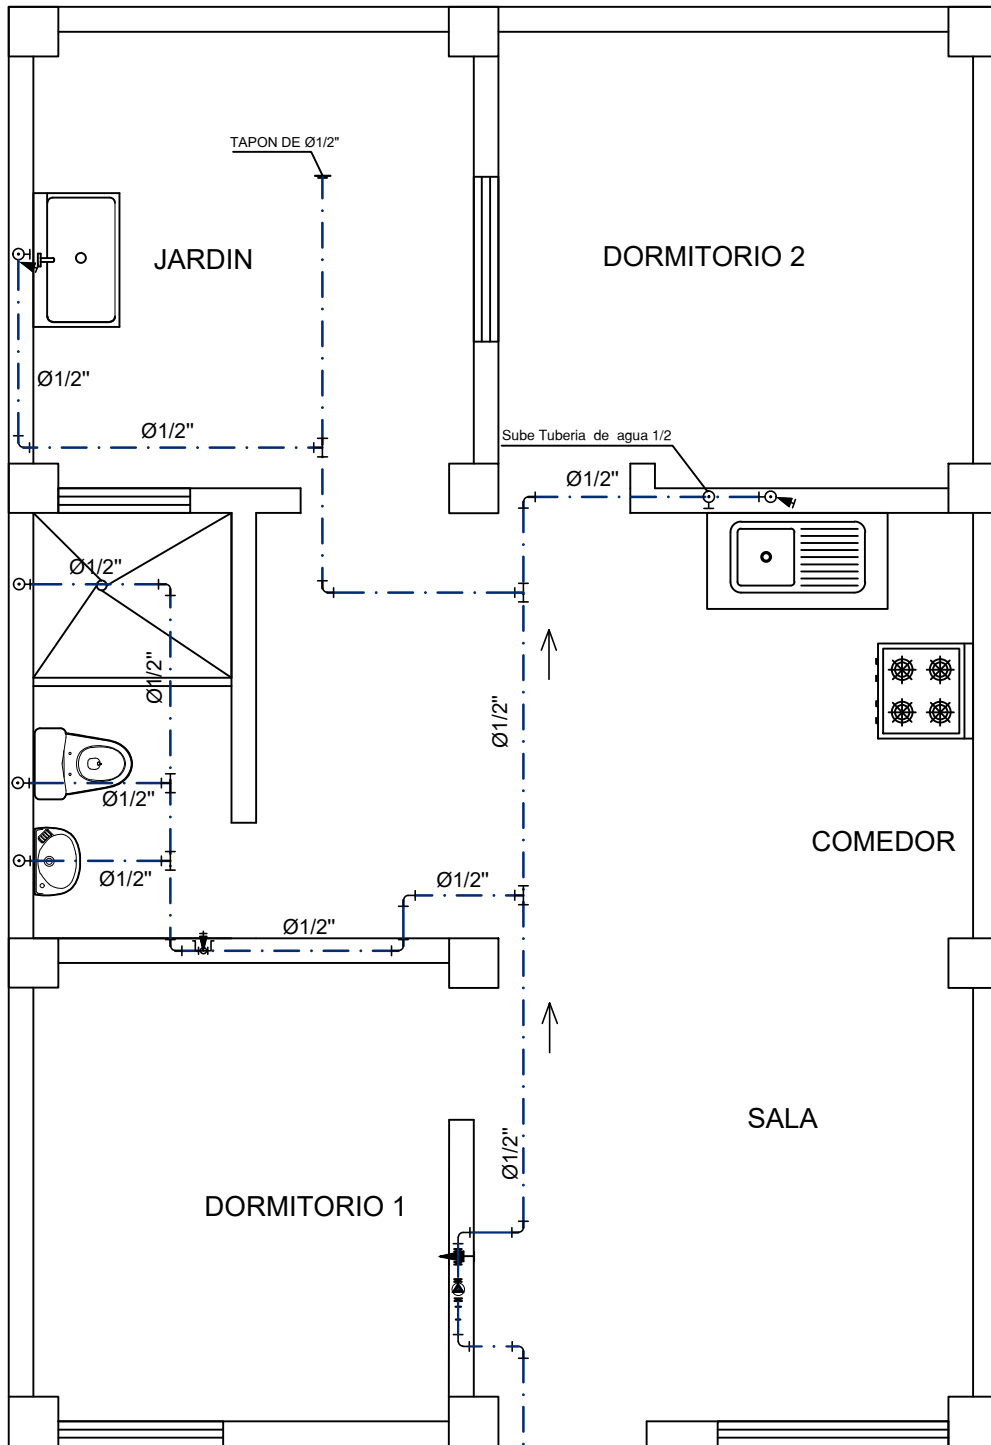 TAPON DE Ø1/2"
JARDIN
DORMITORIO 2
Ø1/2"
Ø1/2"
Sube Tuberia de agua 1/2
Ø1/2"
Ø1/2"
Ø1/2"
Ø1/2"
Ø1/2"
COMEDOR
Ø1/2"
Ø1/2"
Ø1/2"
SALA
Ø1/2"
DORMITORIO 1